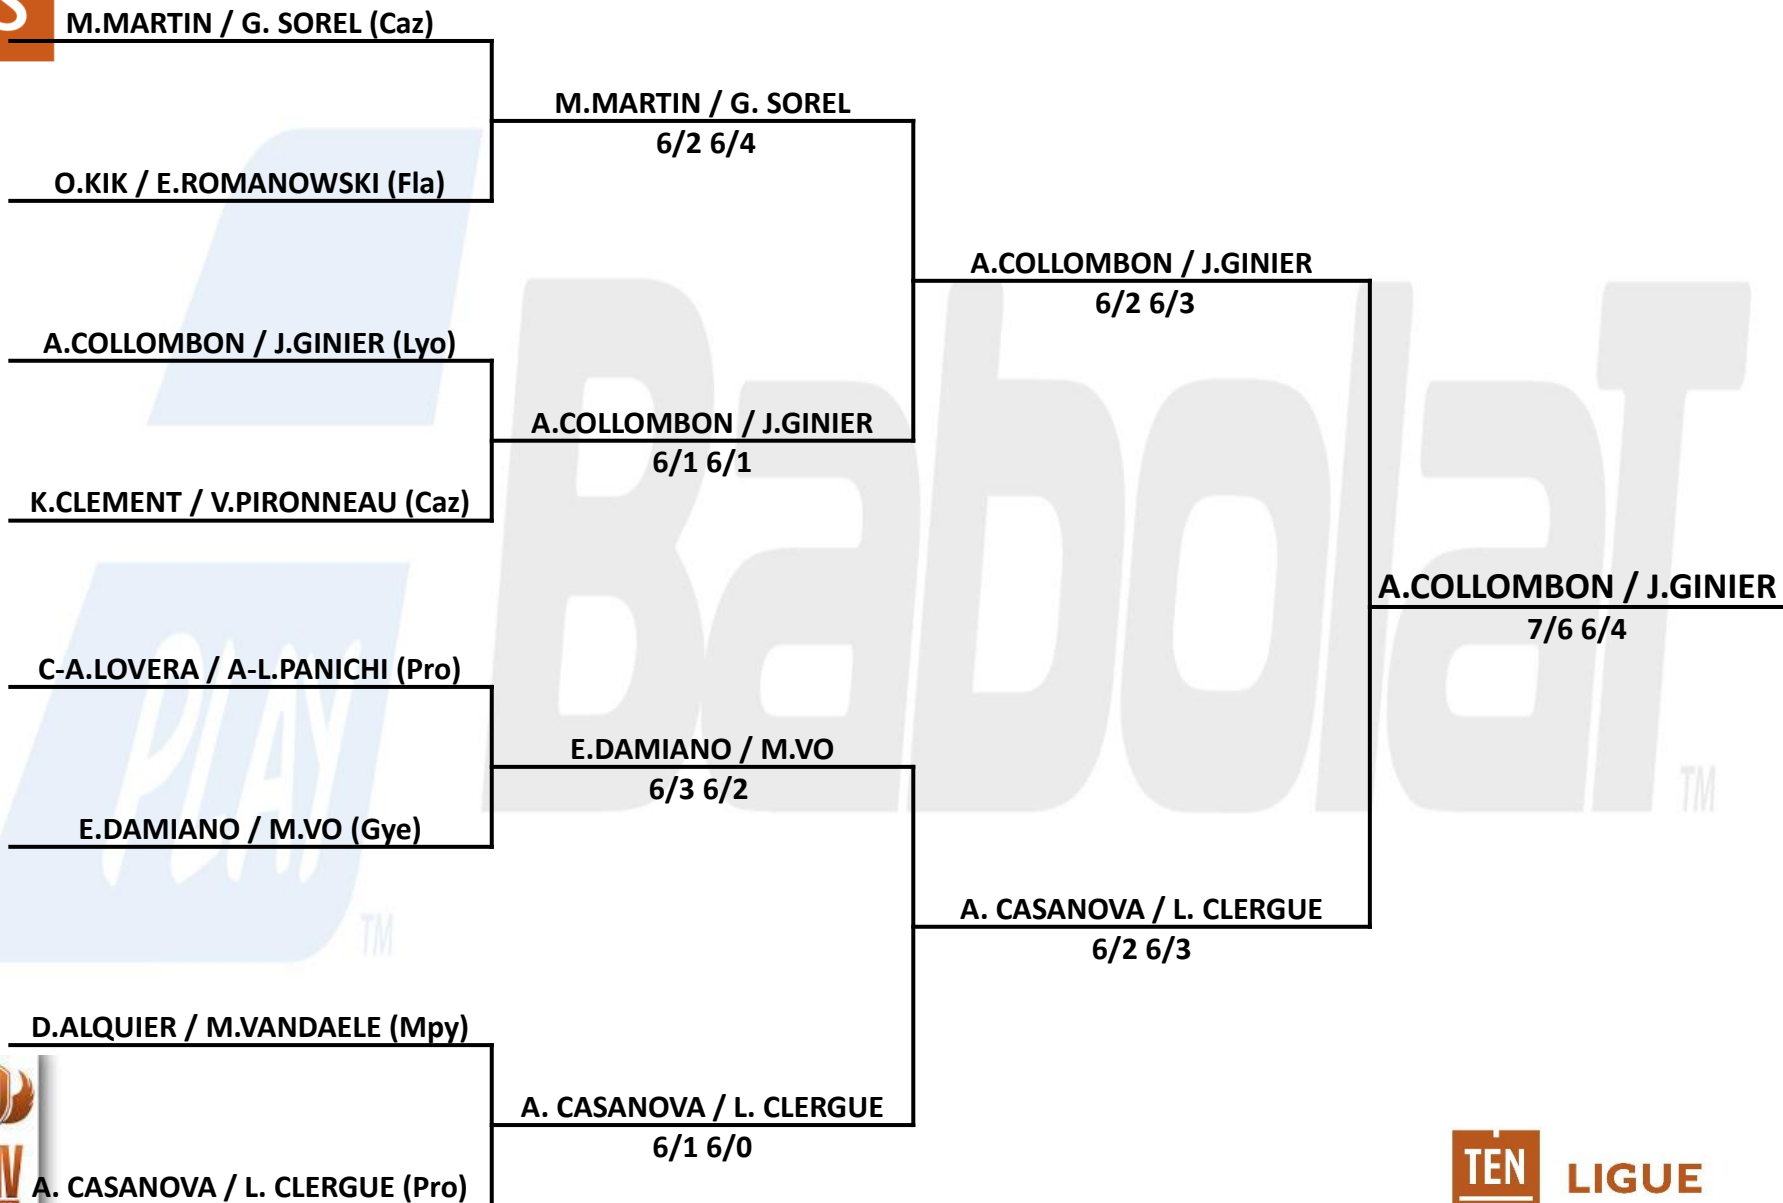 S
M.MARTIN / G. SOREL (Caz)
M.MARTIN / G. SOREL
6/2 6/4
O.KIK / E.ROMANOWSKI (Fla)
A.COLLOMBON / J.GINIER
6/2 6/3
A.COLLOMBON / J.GINIER (Lyo)
A.COLLOMBON / J.GINIER
6/1 6/1
K.CLEMENT / V.PIRONNEAU (Caz)
Babolat
TM
A.COLLOMBON / J.GINIER
7/6 6/4
C-A.LOVERA / A-L.PANICHI (Pro)
PLAY
TM
E.DAMIANO / M.VO
6/3 6/2
E.DAMIANO / M.VO (Gye)
A. CASANOVA / L. CLERGUE
6/2 6/3
D.ALQUIER / M.VANDAELE (Mpy)
A. CASANOVA / L. CLERGUE
6/1 6/0
A. CASANOVA / L. CLERGUE (Pro)
TEN
LIGUE